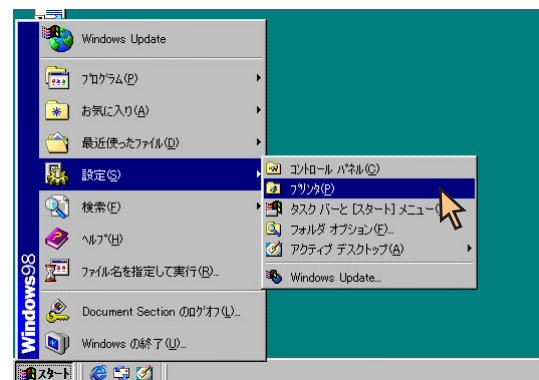 Windows Update
ﾌﾟﾛｸﾞﾗﾑ(P)
お気に入り(A)
最近使ったﾌｧｲﾙ(D)
設定(S)
検索(F)
ﾍﾙﾌﾟ(H)
ﾌｧｲﾙ名を指定して実行(R)...
Document Section のﾛｸﾞｵﾌ(L)...
Windows の終了(U)...
Windows98
ｺﾝﾄﾛｰﾙ ﾊﾟﾈﾙ(C)
ﾌﾟﾘﾝﾀ(P)
タスク バーと [スタート] メニュー(
フォルダ オプション(F)...
アクティブ デスクトップ(A)
Windows Update...
スタート